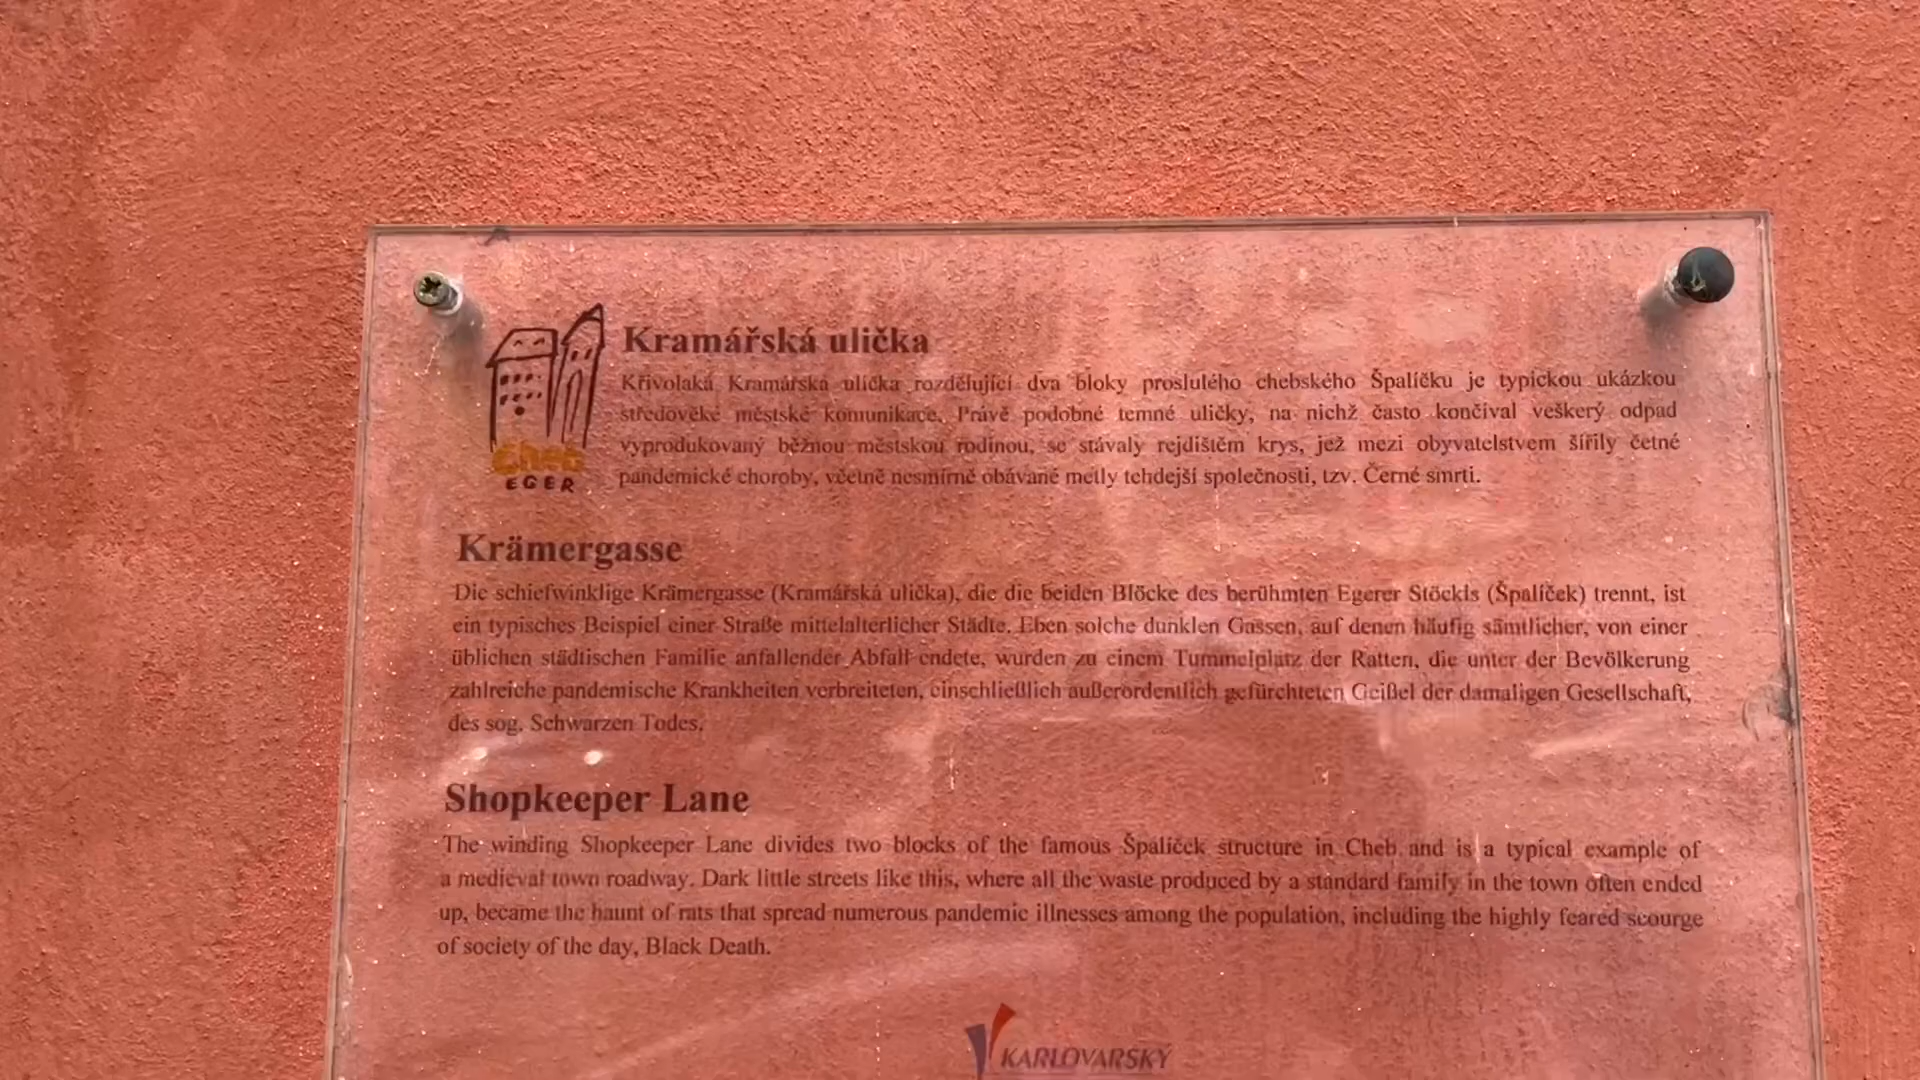 Kramářská ulička
Křivolaká Kramářská ulička rozdělující dva bloky proslulého chebského Špalíčku je typickou ukázkou
středověké městské komunikace. Právě podobné temné uličky, na nichž často končíval veškerý odpad
vyprodukovaný běžnou městskou rodinou, se stávaly rejdištěm krys, jež mezi obyvatelstvem šířily četné
pandemické choroby, včetně nesmírně obávané metly tehdejší společnosti, tzv. Černé smrti.
Cheb
EGER
Krämergasse
Die schiefwinklige Krämergasse (Kramářská ulička), die die beiden Blöcke des berühmten Egerer Stöckls (Špalíček) trennt, ist
ein typisches Beispiel einer Straße mittelalterlicher Städte. Eben solche dunklen Gassen, auf denen häufig sämtlicher, von einer
üblichen städtischen Familie anfallender Abfall endete, wurden zu einem Tummelplatz der Ratten, die unter der Bevölkerung
zahlreiche pandemische Krankheiten verbreiteten, einschließlich außerordentlich gefürchteten Geißel der damaligen Gesellschaft,
des sog. Schwarzen Todes.
Shopkeeper Lane
The winding Shopkeeper Lane divides two blocks of the famous Špalíček structure in Cheb and is a typical example of
a medieval town roadway. Dark little streets like this, where all the waste produced by a standard family in the town often ended
up, became the haunt of rats that spread numerous pandemic illnesses among the population, including the highly feared scourge
of society of the day, Black Death.
KARLOVARSKÝ